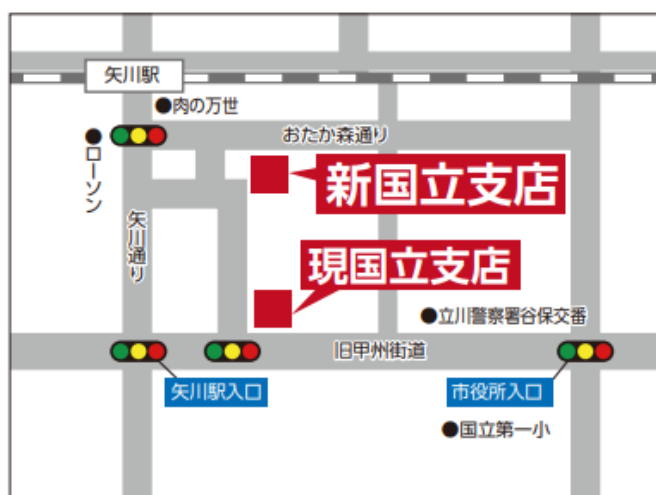 矢川駅
●肉の万世
おたか森通り
●ローソン
新国立支店
矢川通り
現国立支店
●立川警察署谷保交番
旧甲州街道
矢川駅入口
市役所入口
●国立第一小